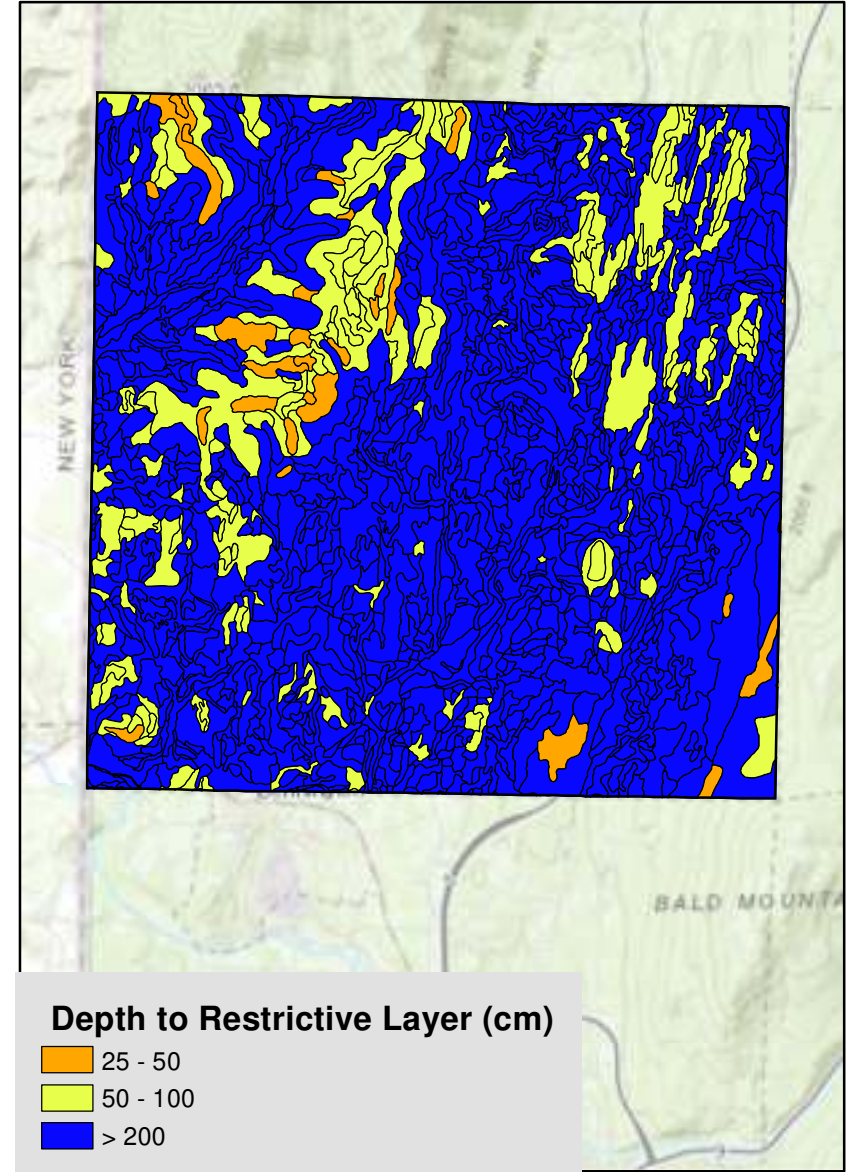 NEW YORK
BALD MOUNTA
Depth to Restrictive Layer (cm)
25 - 50
50 - 100
> 200